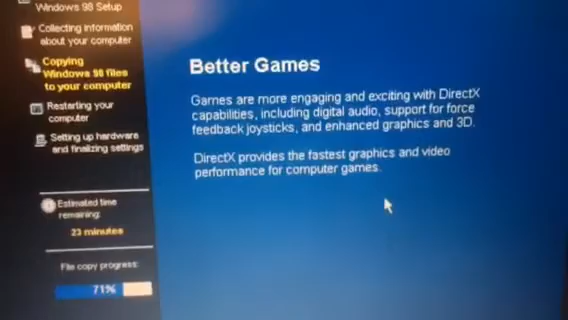 Windows 98 Setup
Collecting information
about your computer
Copying
Windows 98 files
to your computer
Restarting your
computer
Setting up hardware
and finalizing settings
Estimated time
remaining:
23 minutes
File copy progress:
71%
Better Games
Games are more engaging and exciting with DirectX
capabilities, including digital audio, support for force
feedback joysticks, and enhanced graphics and 3D.
DirectX provides the fastest graphics and video
performance for computer games.